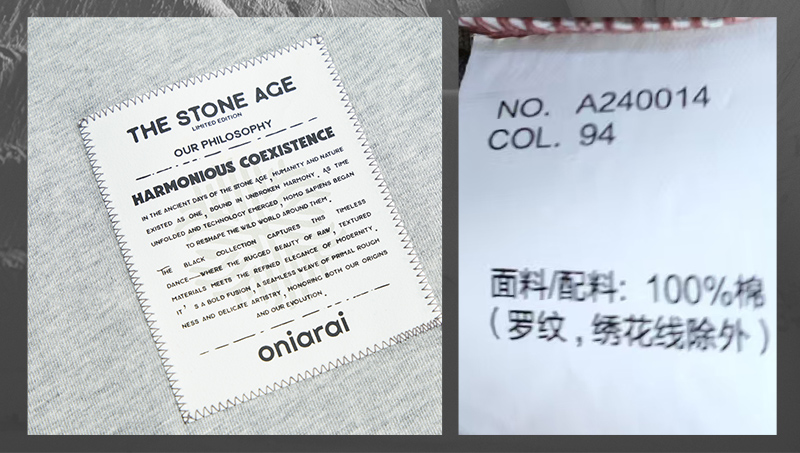 THE STONE AGE
LIMITED EDITION
OUR PHILOSOPHY
HARMONIOUS COEXISTENCE
IN THE ANCIENT DAYS OF THE STONE AGE, HUMANITY AND NATURE
EXISTED AS ONE, BOUND IN UNBROKEN HARMONY. AS TIME
UNFOLDED AND TECHNOLOGY EMERGED, HOMO SAPIENS BEGAN
TO RESHAPE THE WILD WORLD AROUND THEM.
THE BLACK COLLECTION CAPTURES THIS TIMELESS
DANCE—WHERE THE RUGGED BEAUTY OF RAW, TEXTURED
MATERIALS MEETS THE REFINED ELEGANCE OF MODERNITY.
IT'S A BOLD FUSION, A SEAMLESS WEAVE OF PRIMAL ROUGH
NESS AND DELICATE ARTISTRY, HONORING BOTH OUR ORIGINS
AND OUR EVOLUTION.
oniarai
NO. A240014
COL. 94
面料/配料: 100%棉
(罗纹,绣花线除外)